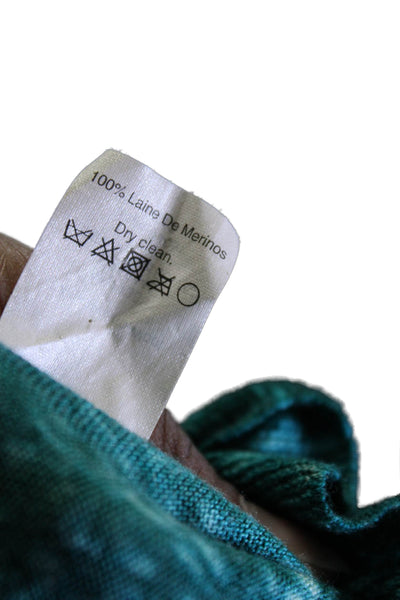 100% Laine De Merinos
Dry clean.